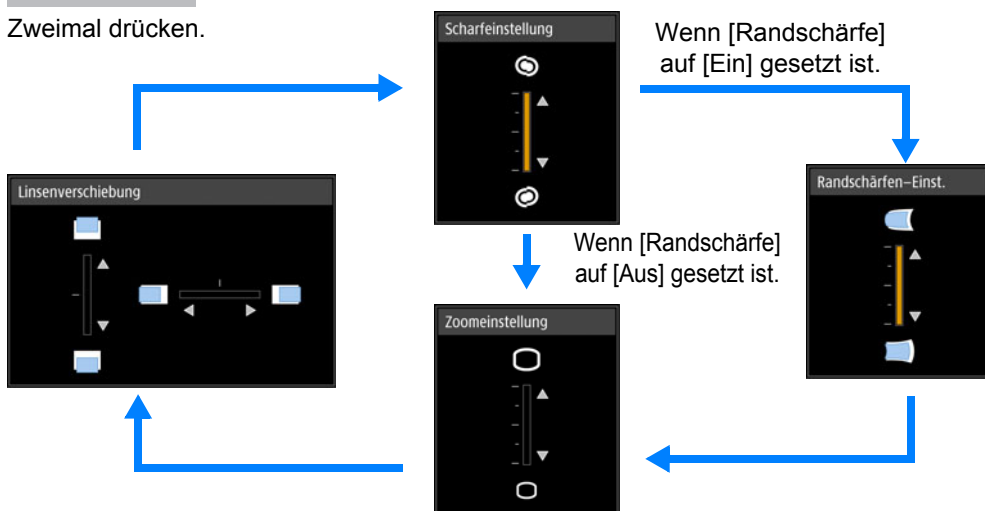 Zweimal drücken.
Scharfeinstellung
Wenn [Randschärfe]
auf [Ein] gesetzt ist.
Linsenverschiebung
Randschärfen–Einst.
Wenn [Randschärfe]
auf [Aus] gesetzt ist.
Zoomeinstellung